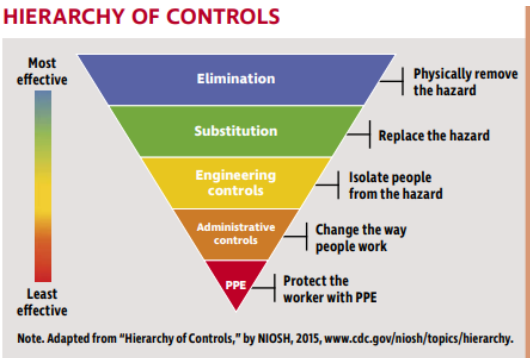 HIERARCHY OF CONTROLS
Most
effective
Elimination
Physically remove
the hazard
Substitution
Replace the hazard
Engineering
controls
Isolate people
from the hazard
Administrative
controls
Change the way
people work
PPE
Protect the
worker with PPE
Least
effective
Note. Adapted from “Hierarchy of Controls,” by NIOSH, 2015, www.cdc.gov/niosh/topics/hierarchy.